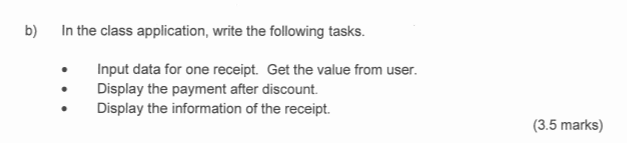 b) In the class application, write the following tasks.
• Input data for one receipt. Get the value from user.
• Display the payment after discount.
• Display the information of the receipt.
(3.5 marks)